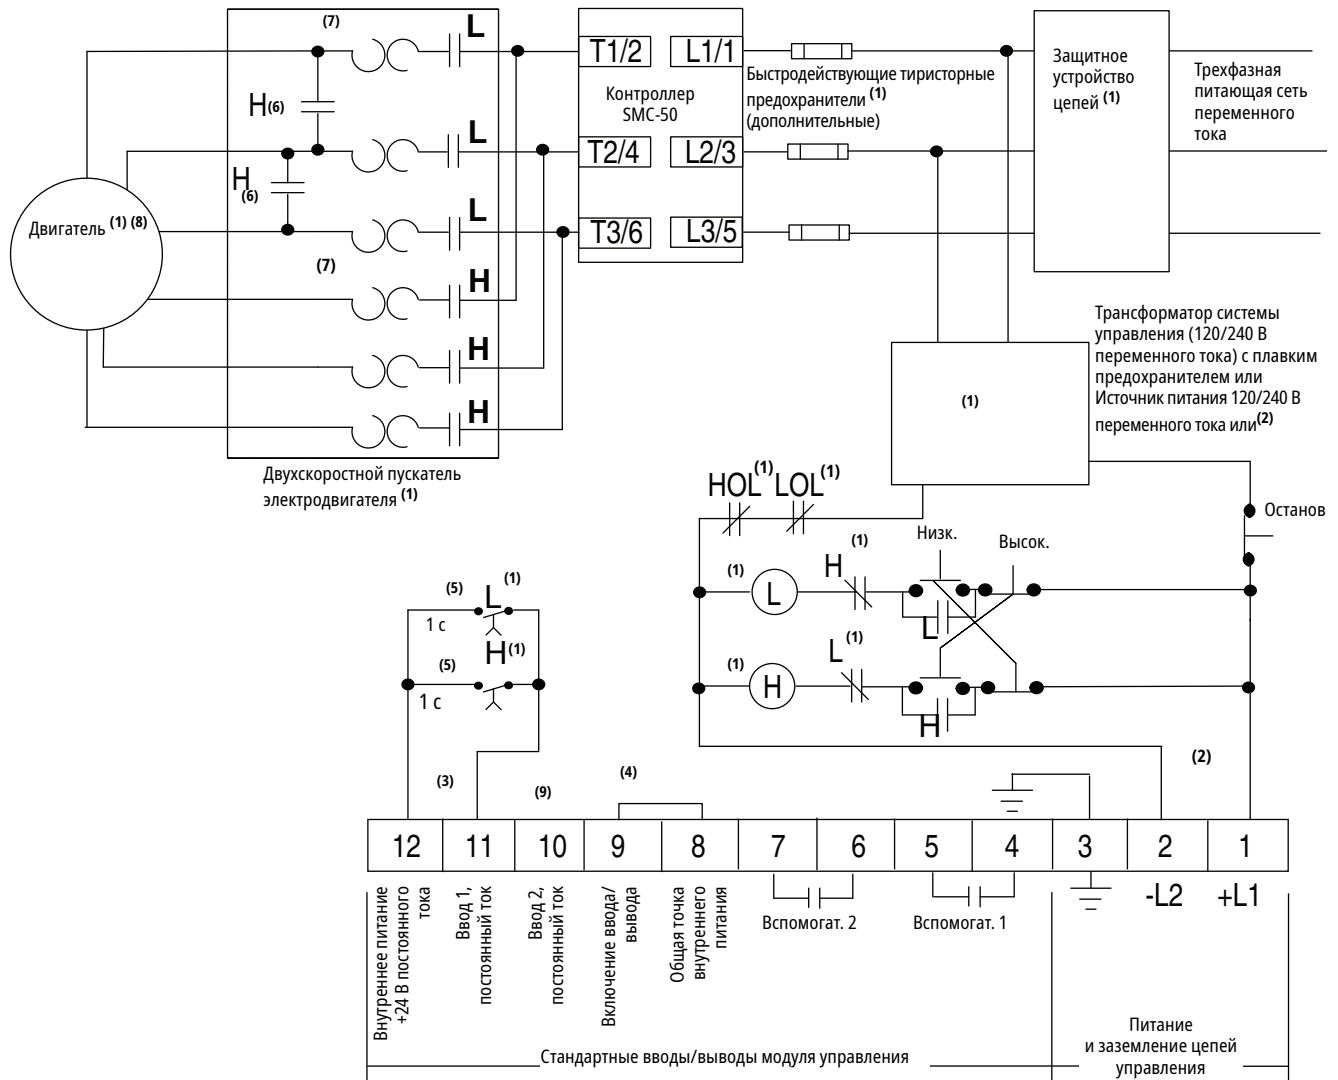 (7)
L
T1/2
L1/1
Быстродействующие тиристорные
предохранители (1)
(дополнительные)
Контроллер
SMC-50
Защитное
устройство
цепей (1)
Трехфазная
питающая сеть
переменного
тока
H(6)
L
T2/4
L2/3
H
(6)
L
T3/6
L3/5
Двигатель (1) (8)
(7)
H
H
H
Двухскоростной пускатель
электродвигателя (1)
Трансформатор системы
управления (120/240 В
переменного тока) с плавким
предохранителем или
Источник питания 120/240 В
переменного тока или(2)
(1)
HOL(1) LOL(1)
Останов
Низк.
Высок.
(1)
L
H
(1)
L
(1)
H
L
(1)
H
(5)
L
(1)
1 с
H(1)
(5)
1 с
(3)
(9)
(4)
(2)
12
11
10
9
8
7
6
5
4
3
2
1
-L2
+L1
Вспомогат. 2
Вспомогат. 1
Внутреннее питание
+24 В постоянного
тока
Ввод 1,
постоянный ток
Ввод 2,
постоянный ток
Включение ввода/
вывода
Общая точка
внутреннего
питания
Стандартные вводы/выводы модуля управления
Питание
и заземление цепей
управления